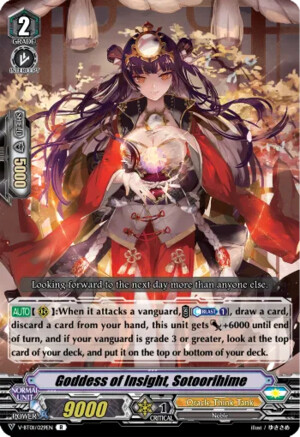 2
GRADE
INTERCEPT
SHIELD
5000
Looking forward to the next day more than anyone else.
AUTO [ ]:When it attacks a vanguard, [ BLAST 1], draw a card,
discard a card from your hand, this unit gets +6000 until end
of turn, and if your vanguard is grade 3 or greater, look at the top
card of your deck, and put it on the top or bottom of your deck.
NORMAL
UNIT
V-BT01/029EN R
Goddess of Insight, Sotoorihime
POWER
9000
1
CRITICAL
Oracle Think Tank
Noble